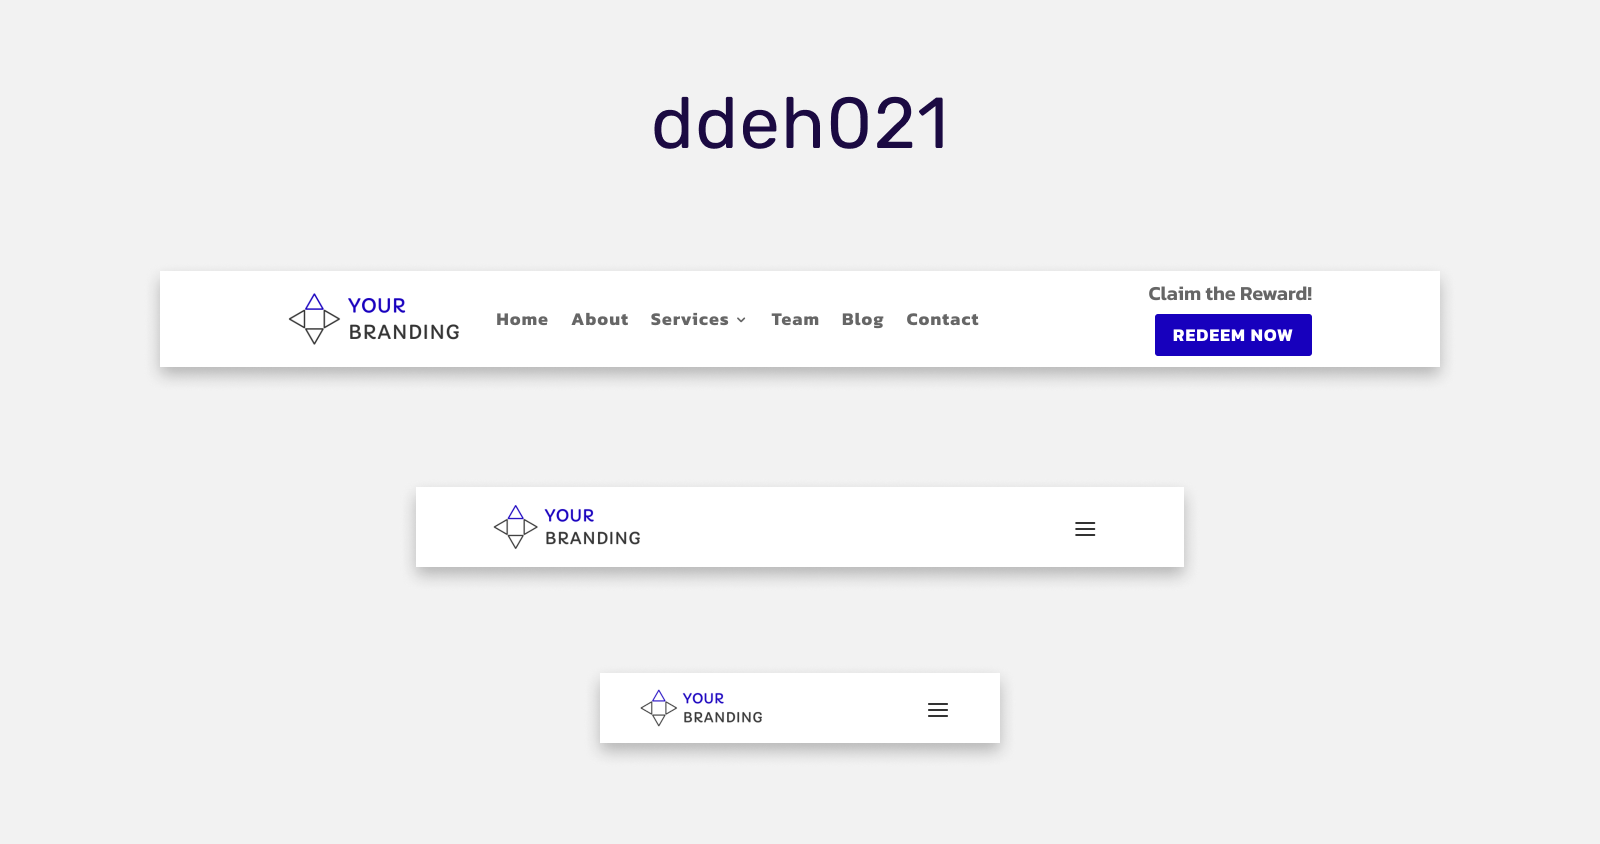 ddeh021
YOUR
BRANDING
Home About Services Team Blog Contact
Claim the Reward!
REDEEM NOW
YOUR
BRANDING
YOUR
BRANDING